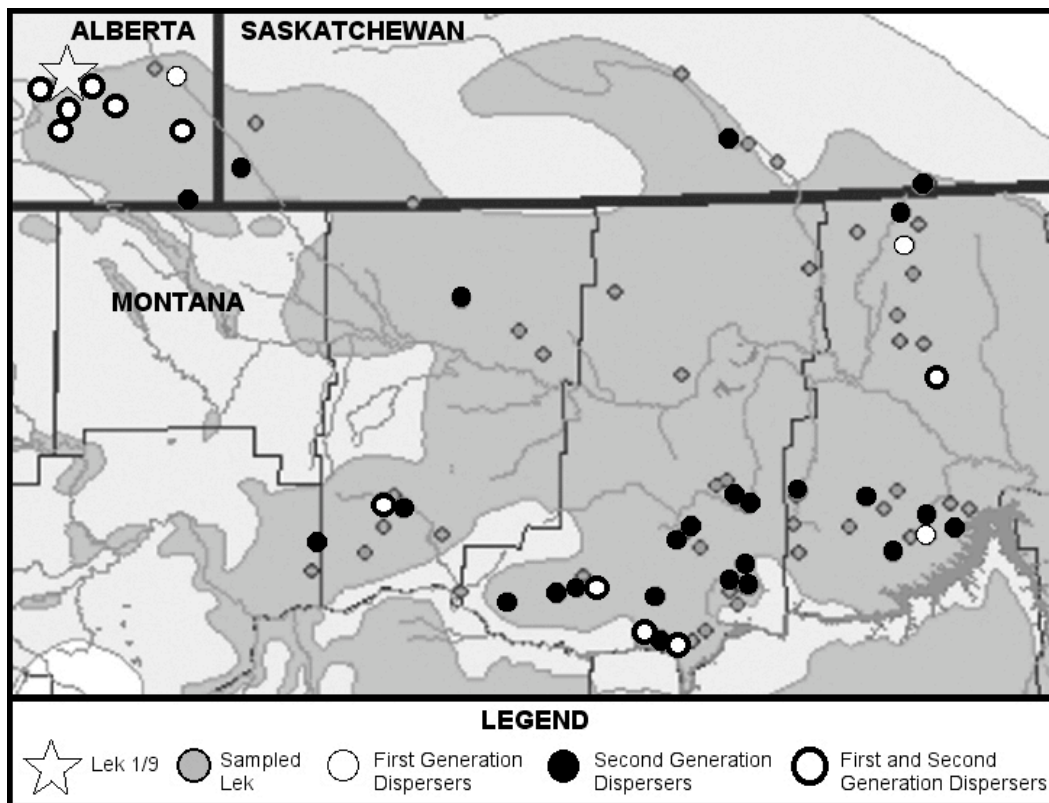 ALBERTA SASKATCHEWAN
MONTANA
LEGEND
Lek 1/9
Sampled
Lek
First Generation
Dispersers
Second Generation
Dispersers
First and Second
Generation Dispersers